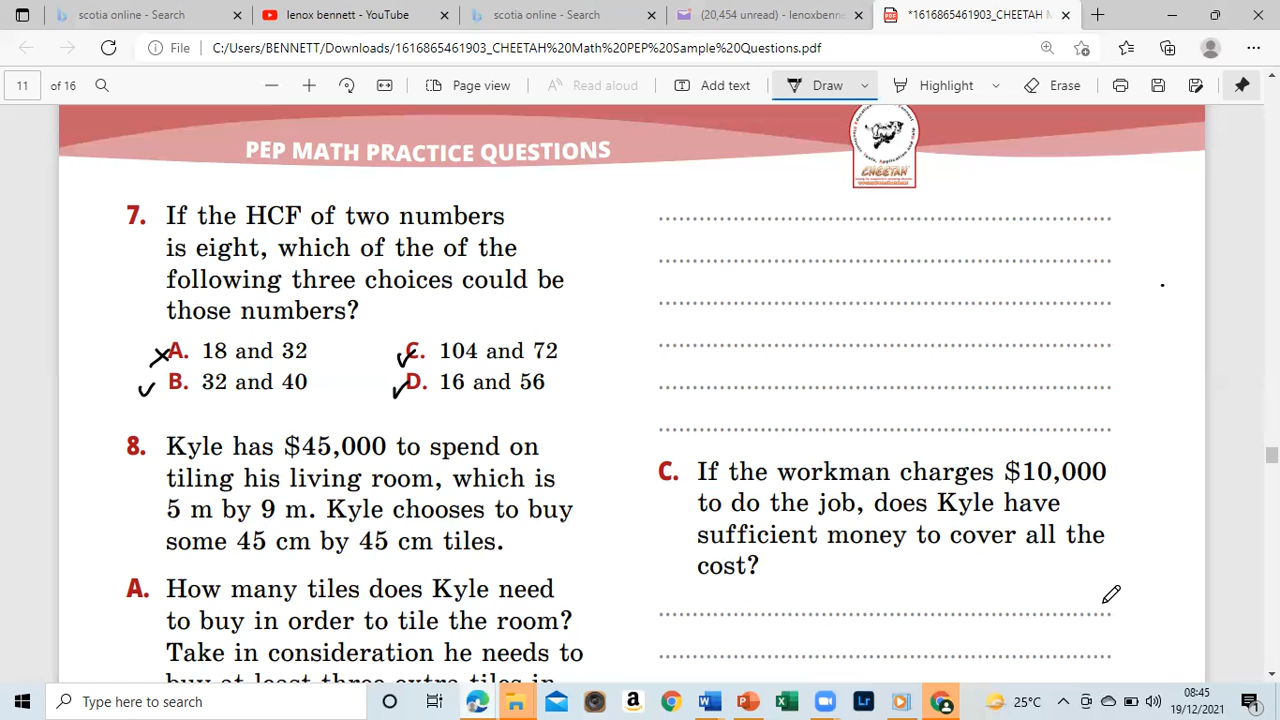 scotia online - Search
lenox bennett - YouTube
scotia online - Search
(20,454 unread) - lenoxbenne
*1616865461903_CHEETAH M
File
C:/Users/BENNETT/Downloads/1616865461903_CHEETAH%20Math%20PEP%20Sample%20Questions.pdf
11 of 16
Page view
Read aloud
Add text
Draw
Highlight
Erase
PEP MATH PRACTICE QUESTIONS
CHEETAH
7. If the HCF of two numbers
is eight, which of the of the
following three choices could be
those numbers?
A. 18 and 32
C. 104 and 72
B. 32 and 40
D. 16 and 56
8. Kyle has $45,000 to spend on
tiling his living room, which is
5 m by 9 m. Kyle chooses to buy
some 45 cm by 45 cm tiles.
A. How many tiles does Kyle need
to buy in order to tile the room?
Take in consideration he needs to
buy at least three extra tiles in
C. If the workman charges $10,000
to do the job, does Kyle have
sufficient money to cover all the
cost?
Type here to search
25°C
08:45
19/12/2021